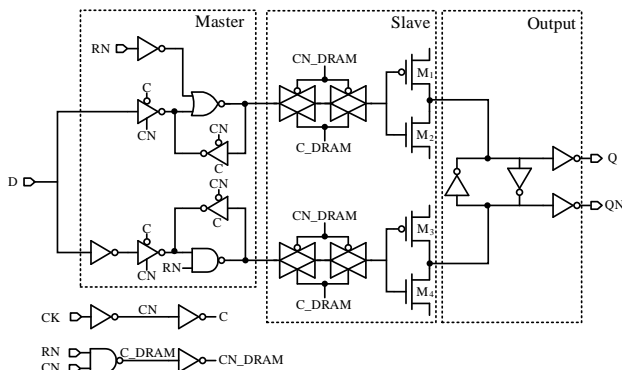 Master
Slave
Output
RN
C
CN
CN
C
CN_DRAM
C_DRAM
M1
M2
D
Q
QN
CN
C
C
CN
RN
CN_DRAM
C_DRAM
M3
M4
CK
CN
C
RN
CN
C_DRAM
CN_DRAM